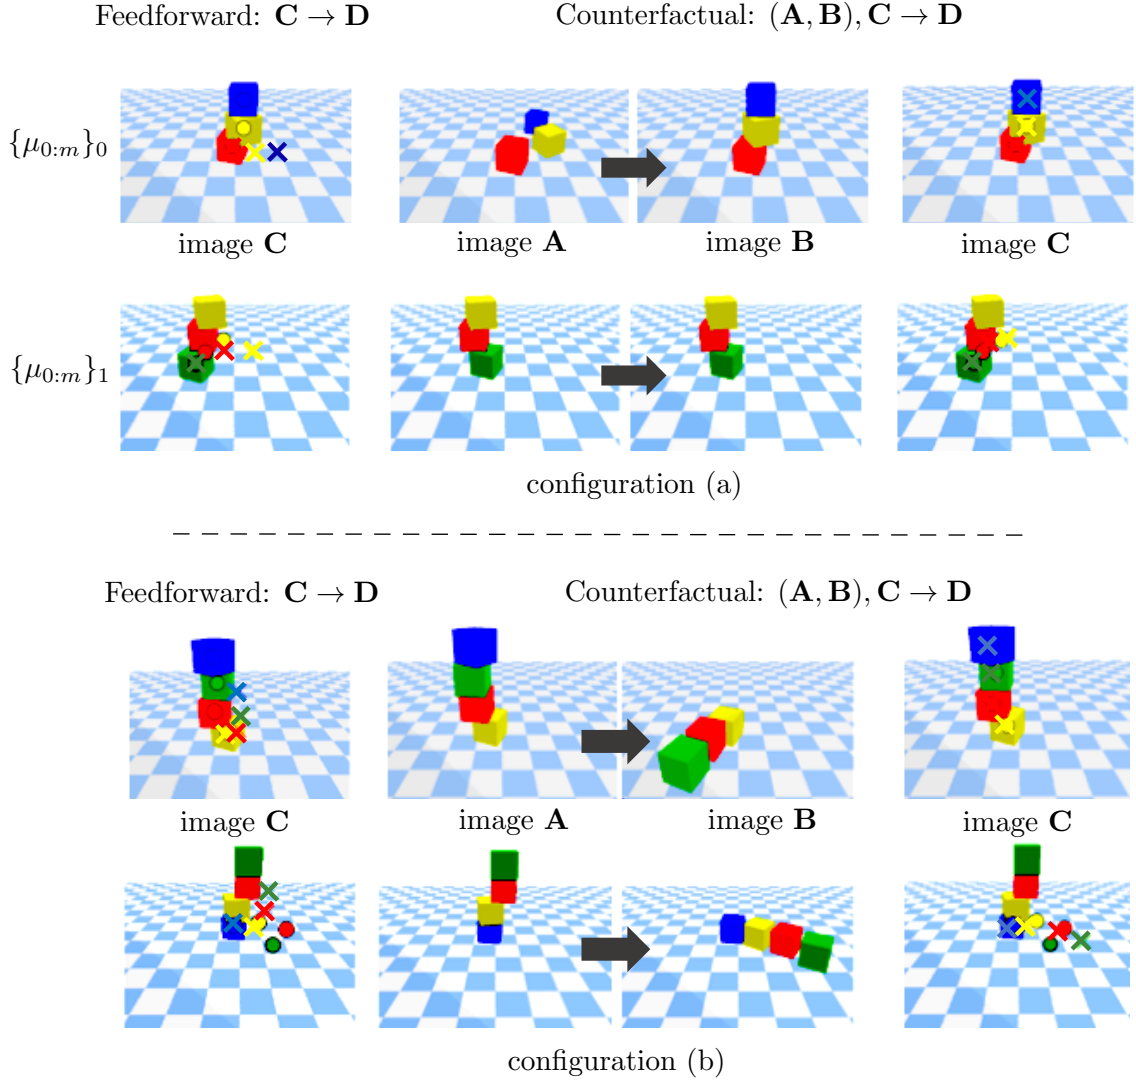 Feedforward: C → D
Counterfactual: (A, B), C → D
{μ0:m}0
image C
image A
image B
image C
{μ0:m}1
configuration (a)
Feedforward: C → D
Counterfactual: (A, B), C → D
image C
image A
image B
image C
configuration (b)